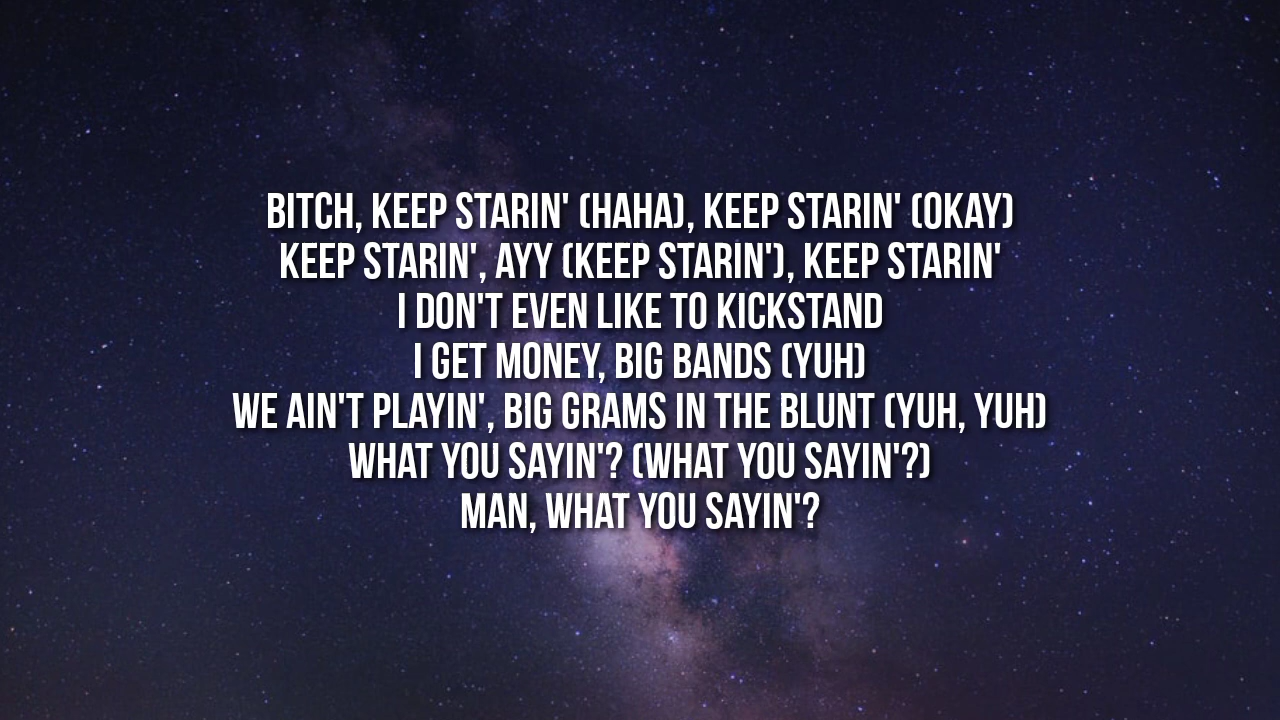 BITCH, KEEP STARIN' (HAHA), KEEP STARIN' (OKAY)
KEEP STARIN', AYY (KEEP STARIN'), KEEP STARIN'
I DON'T EVEN LIKE TO KICKSTAND
I GET MONEY, BIG BANDS (YUH)
WE AIN'T PLAYIN', BIG GRAMS IN THE BLUNT (YUH, YUH)
WHAT YOU SAYIN'? (WHAT YOU SAYIN'?)
MAN, WHAT YOU SAYIN'?